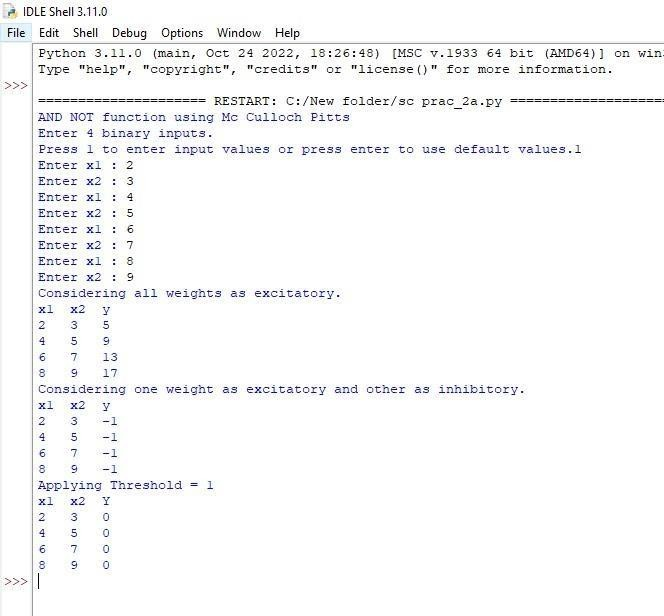 IDLE Shell 3.11.0
File Edit Shell Debug Options Window Help
Python 3.11.0 (main, Oct 24 2022, 18:26:48) [MSC v.1933 64 bit (AMD64)] on
Type "help", "copyright", "credits" or "license()" for more information.
>>>
===================== RESTART: C:/New folder/sc prac_2a.py ====================
AND NOT function using Mc Culloch Pitts
Enter 4 binary inputs.
Press 1 to enter input values or press enter to use default values.1
Enter x1 : 2
Enter x2 : 3
Enter x1 : 4
Enter x2 : 5
Enter x1 : 6
Enter x2 : 7
Enter x1 : 8
Enter x2 : 9
Considering all weights as excitatory.
x1 x2 y
2 3 5
4 5 9
6 7 13
8 9 17
Considering one weight as excitatory and other as inhibitory.
x1 x2 y
2 3 -1
4 5 -1
6 7 -1
8 9 -1
Applying Threshold = 1
x1 x2 Y
2 3 0
4 5 0
6 7 0
8 9 0
>>>